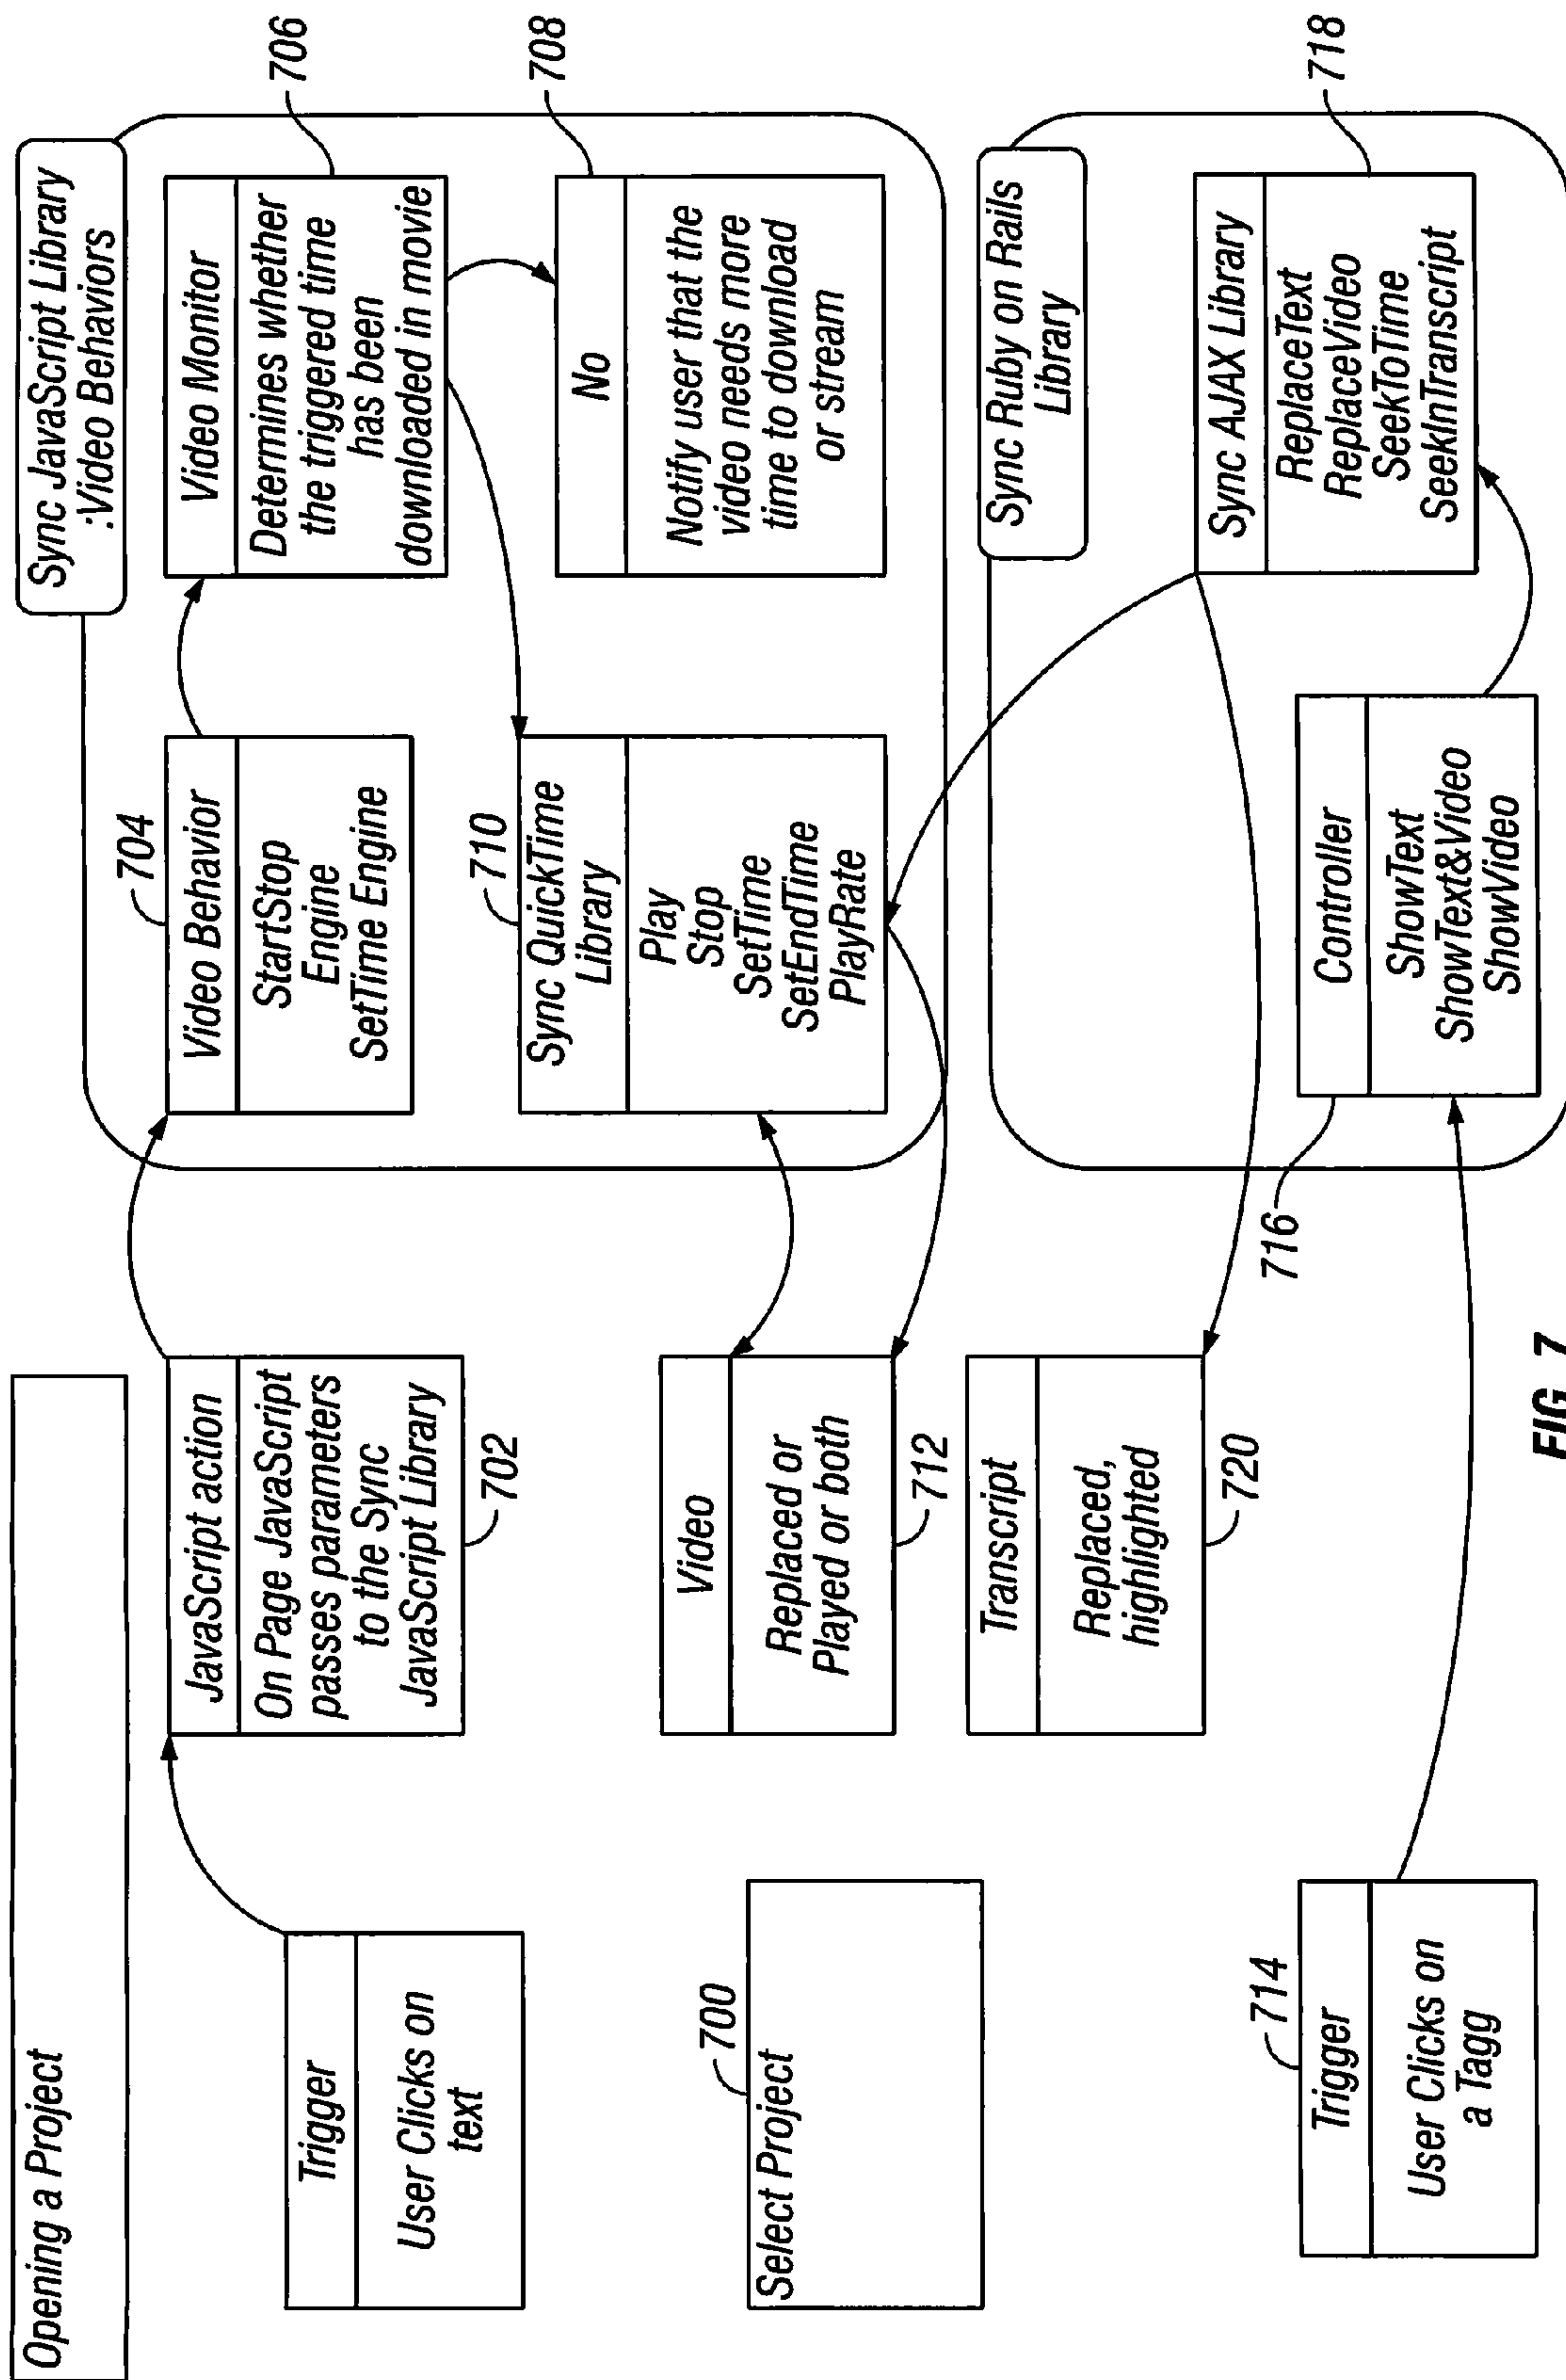 Opening a Project
Trigger
User Clicks on
text
JavaScript action
On Page JavaScript
passes parameters
to the Sync
JavaScript Library
702
Sync JavaScript Library
:Video Behaviors
704
Video Behavior
StartStop
Engine
SetTime Engine
706
Video Monitor
Determines whether
the triggered time
has been
downloaded in movie
708
No
Notify user that the
video needs more
time to download
or stream
710
Sync QuickTime
Library
Play
Stop
SetTime
SetEndTime
PlayRate
700
Select Project
Video
Replaced or
Played or both
712
Transcript
Replaced,
highlighted
720
714
Trigger
User Clicks on
a Tagg
Sync Ruby on Rails
Library
716
Controller
ShowText
ShowText&Video
ShowVideo
718
Sync AJAX Library
ReplaceText
ReplaceVideo
SeekToTime
SeekInTranscript
FIG. 7